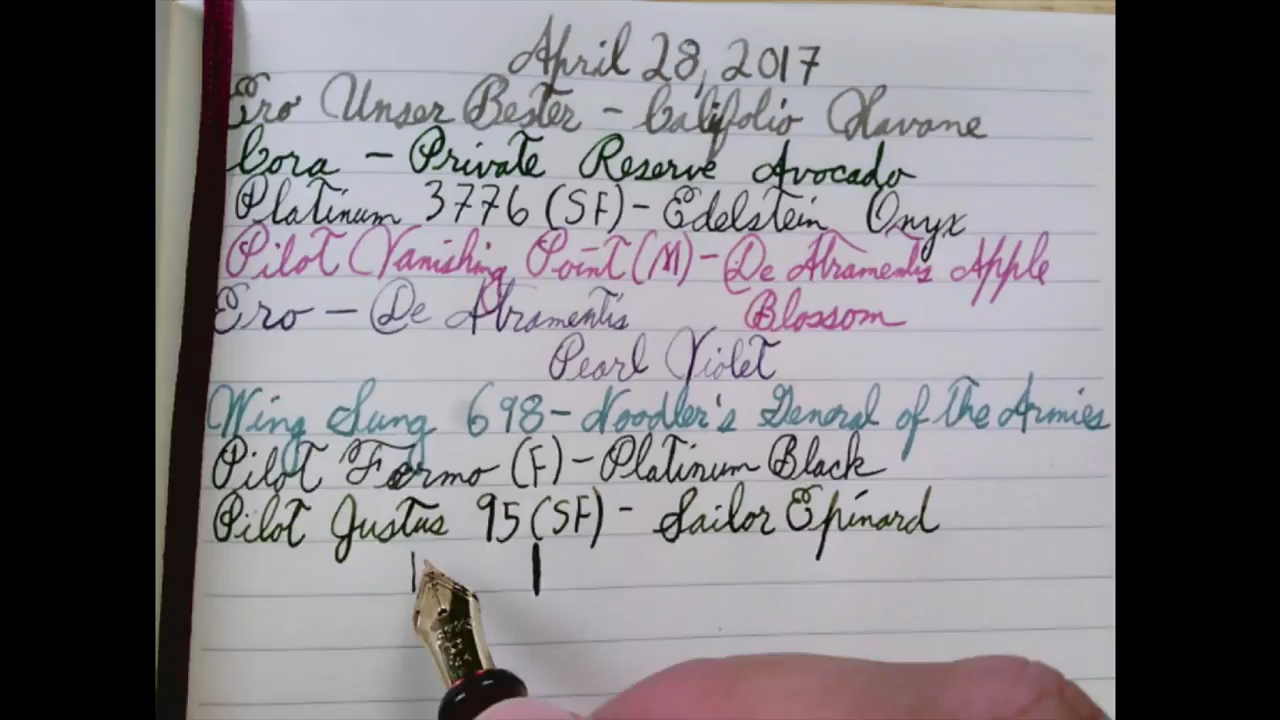 April 28, 2017
Ero Unser Bester - Califolio Havane
Cora - Private Reserve Avocado
Platinum 3776 (SF) - Edelstein Onyx
Pilot Vanishing Point (M) - De Atramentis Apple
Blossom
Ero - De Atramentis
Pearl Violet
Wing Sung 698 - Noodler's General of the Armies
Pilot Fermo (F) - Platinum Black
Pilot Justus 95 (SF) - Sailor Epinard